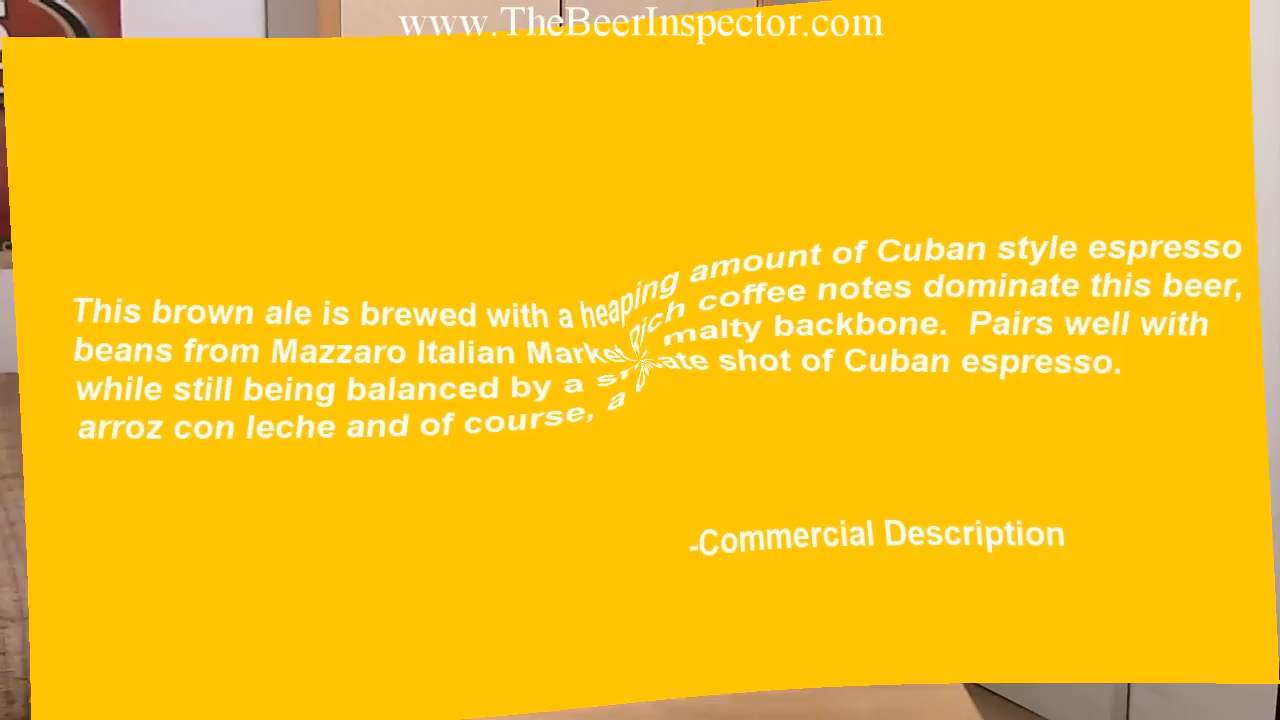 www.TheBeerInspector.com
This brown ale is brewed with a heaping amount of Cuban style espresso
beans from Mazzaro Italian Market. Rich coffee notes dominate this beer,
while still being balanced by a malty backbone.  Pairs well with
arroz con leche and of course, a shot of Cuban espresso.
-Commercial Description